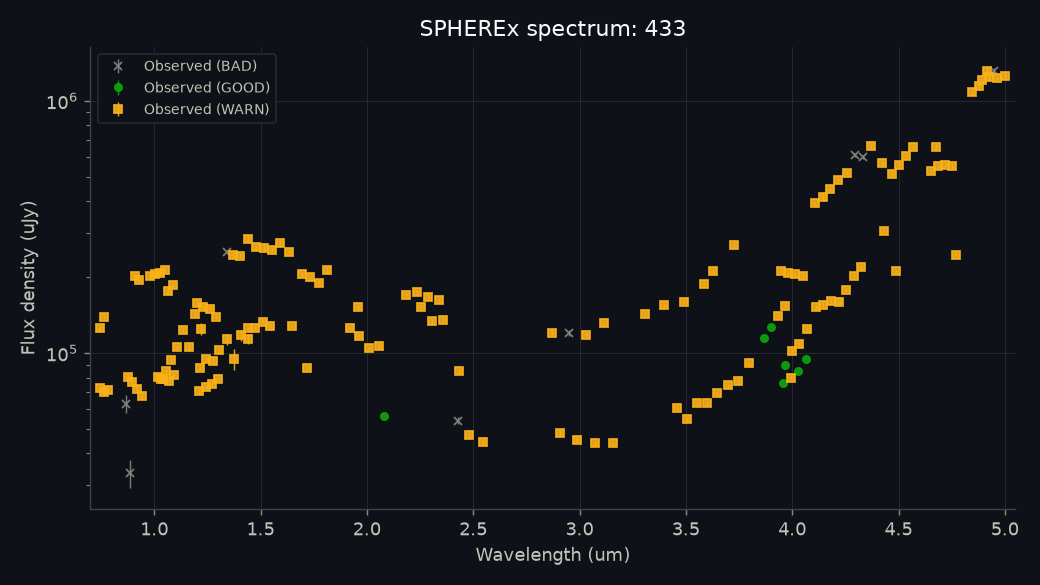 SPHEREx spectrum: 433
Observed (BAD)
Observed (GOOD)
Observed (WARN)
10⁶
10⁵
Flux density (uJy)
1.0 1.5 2.0 2.5 3.0 3.5 4.0 4.5 5.0
Wavelength (um)